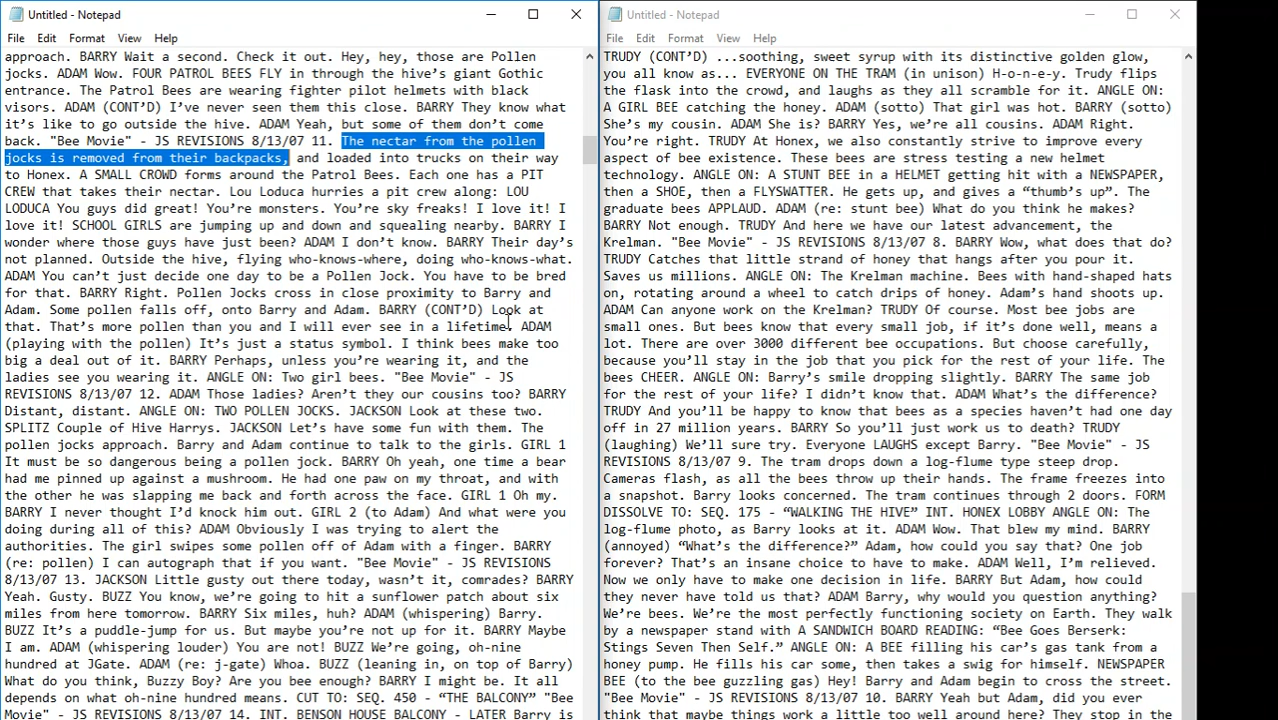 Untitled - Notepad
File Edit Format View Help
approach. BARRY Wait a second. Check it out. Hey, hey, those are Pollen
jocks. ADAM Wow. FOUR PATROL BEES FLY in through the hive’s giant Gothic
entrance. The Patrol Bees are wearing fighter pilot helmets with black
visors. ADAM (CONT’D) I’ve never seen them this close. BARRY They know what
it’s like to go outside the hive. ADAM Yeah, but some of them don’t come
back. "Bee Movie" - JS REVISIONS 8/13/07 11. The nectar from the pollen
jocks is removed from their backpacks, and loaded into trucks on their way
to Honex. A SMALL CROWD forms around the Patrol Bees. Each one has a PIT
CREW that takes their nectar. Lou Loduca hurries a pit crew along: LOU
LODUCA You guys did great! You’re monsters. You’re sky freaks! I love it! I
love it! SCHOOL GIRLS are jumping up and down and squealing nearby. BARRY I
wonder where those guys have just been? ADAM I don’t know. BARRY Their day’s
not planned. Outside the hive, flying who-knows-where, doing who-knows-what.
ADAM You can’t just decide one day to be a Pollen Jock. You have to be bred
for that. BARRY Right. Pollen Jocks cross in close proximity to Barry and
Adam. Some pollen falls off, onto Barry and Adam. BARRY (CONT’D) Look at
that. That’s more pollen than you and I will ever see in a lifetime. ADAM
(playing with the pollen) It’s just a status symbol. I think bees make too
big a deal out of it. BARRY Perhaps, unless you’re wearing it, and the
ladies see you wearing it. ANGLE ON: Two girl bees. "Bee Movie" - JS
REVISIONS 8/13/07 12. ADAM Those ladies? Aren’t they our cousins too? BARRY
Distant, distant. ANGLE ON: TWO POLLEN JOCKS. JACKSON Look at these two.
SPLITZ Couple of Hive Harrys. JACKSON Let’s have some fun with them. The
pollen jocks approach. Barry and Adam continue to talk to the girls. GIRL 1
It must be so dangerous being a pollen jock. BARRY Oh yeah, one time a bear
had me pinned up against a mushroom. He had one paw on my throat, and with
the other he was slapping me back and forth across the face. GIRL 1 Oh my.
BARRY I never thought I’d knock him out. GIRL 2 (to Adam) And what were you
doing during all of this? ADAM Obviously I was trying to alert the
authorities. The girl swipes some pollen off of Adam with a finger. BARRY
(re: pollen) I can autograph that if you want. "Bee Movie" - JS REVISIONS
8/13/07 13. JACKSON Little gusty out there today, wasn’t it, comrades? BARRY
Yeah. Gusty. BUZZ You know, we’re going to hit a sunflower patch about six
miles from here tomorrow. BARRY Six miles, huh? ADAM (whispering) Barry.
BUZZ It’s a puddle-jump for us. But maybe you’re not up for it. BARRY Maybe
I am. ADAM (whispering louder) You are not! BUZZ We’re going, oh-nine
hundred at JGate. ADAM (re: j-gate) Whoa. BUZZ (leaning in, on top of Barry)
What do you think, Buzzy Boy? Are you bee enough? BARRY I might be. It all
depends on what oh-nine hundred means. CUT TO: SEQ. 450 - “THE BALCONY” "Bee
Movie" - JS REVISIONS 8/13/07 14. INT. BENSON HOUSE BALCONY - LATER Barry is
Untitled - Notepad
File Edit Format View Help
TRUDY (CONT’D) ...soothing, sweet syrup with its distinctive golden glow,
you all know as... EVERYONE ON THE TRAM (in unison) H-o-n-e-y. Trudy flips
the flask into the crowd, and laughs as they all scramble for it. ANGLE ON:
A GIRL BEE catching the honey. ADAM (sotto) That girl was hot. BARRY (sotto)
She’s my cousin. ADAM She is? BARRY Yes, we’re all cousins. ADAM Right.
You’re right. TRUDY At Honex, we also constantly strive to improve every
aspect of bee existence. These bees are stress testing a new helmet
technology. ANGLE ON: A STUNT BEE in a HELMET getting hit with a NEWSPAPER,
then a SHOE, then a FLYSWATTER. He gets up, and gives a “thumb’s up”. The
graduate bees APPLAUD. ADAM (re: stunt bee) What do you think he makes?
BARRY Not enough. TRUDY And here we have our latest advancement, the
Krelman. "Bee Movie" - JS REVISIONS 8/13/07 8. BARRY Wow, what does that do?
TRUDY Catches that little strand of honey that hangs after you pour it.
Saves us millions. ANGLE ON: The Krelman machine. Bees with hand-shaped hats
on, rotating around a wheel to catch drips of honey. Adam’s hand shoots up.
ADAM Can anyone work on the Krelman? TRUDY Of course. Most bee jobs are
small ones. But bees know that every small job, if it’s done well, means a
lot. There are over 3000 different bee occupations. But choose carefully,
because you’ll stay in the job that you pick for the rest of your life. The
bees CHEER. ANGLE ON: Barry’s smile dropping slightly. BARRY The same job
for the rest of your life? I didn’t know that. ADAM What’s the difference?
TRUDY And you’ll be happy to know that bees as a species haven’t had one day
off in 27 million years. BARRY So you’ll just work us to death? TRUDY
(laughing) We’ll sure try. Everyone LAUGHS except Barry. "Bee Movie" - JS
REVISIONS 8/13/07 9. The tram drops down a log-flume type steep drop.
Cameras flash, as all the bees throw up their hands. The frame freezes into
a snapshot. Barry looks concerned. The tram continues through 2 doors. FORM
DISSOLVE TO: SEQ. 175 - “WALKING THE HIVE” INT. HONEX LOBBY ANGLE ON: The
log-flume photo, as Barry looks at it. ADAM Wow. That blew my mind. BARRY
(annoyed) “What’s the difference?” Adam, how could you say that? One job
forever? That’s an insane choice to have to make. ADAM Well, I’m relieved.
Now we only have to make one decision in life. BARRY But Adam, how could
they never have told us that? ADAM Barry, why would you question anything?
We’re bees. We’re the most perfectly functioning society on Earth. They walk
by a newspaper stand with A SANDWICH BOARD READING: “Bee Goes Berserk:
Stings Seven Then Self.” ANGLE ON: A BEE filling his car’s gas tank from a
honey pump. He fills his car some, then takes a swig for himself. NEWSPAPER
BEE (to the bee guzzling gas) Hey! Barry and Adam begin to cross the street.
"Bee Movie" - JS REVISIONS 8/13/07 10. BARRY Yeah but Adam, did you ever
think that maybe things work a little too well around here? They stop in the